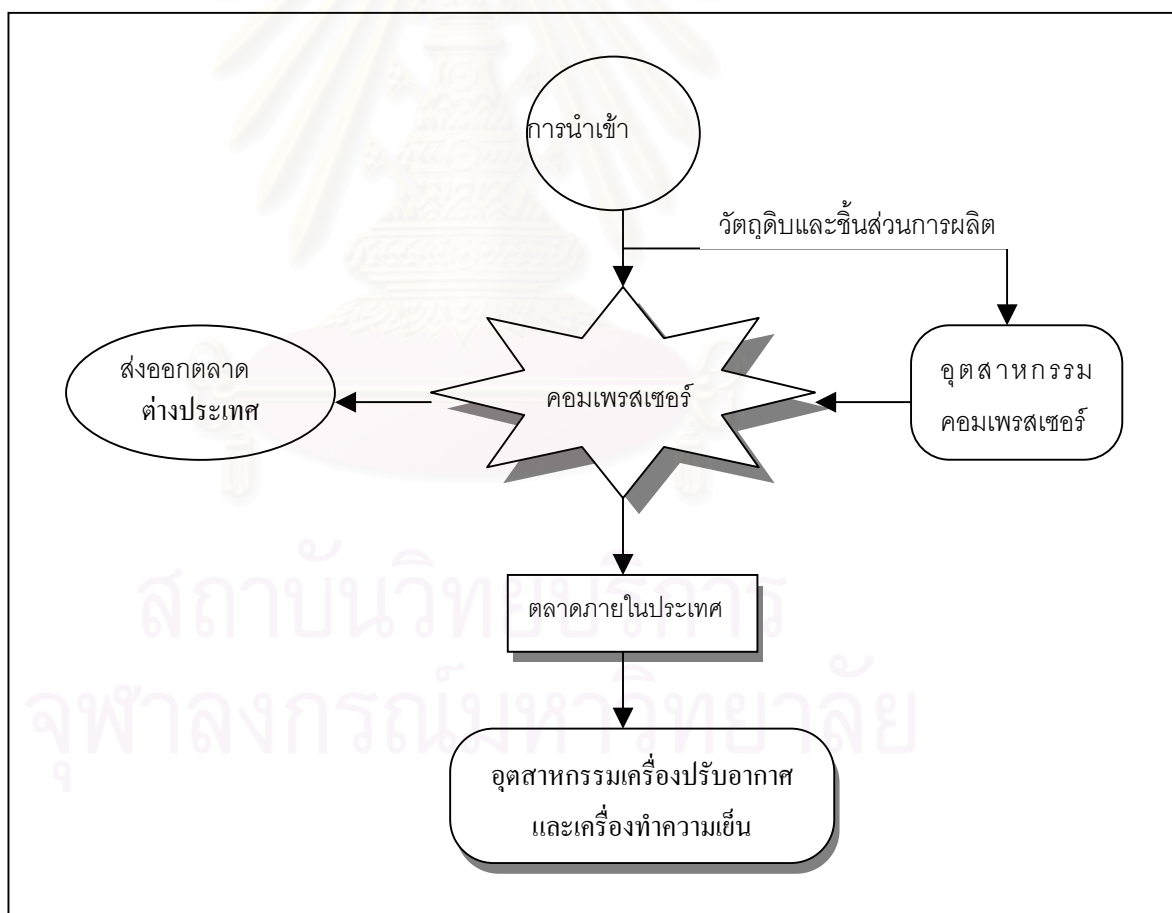 การนำเข้า
วัตถุดิบและชิ้นส่วนการผลิต
ส่งออกตลาด
ต่างประเทศ
คอมเพรสเซอร์
อุตสาหกรรม
คอมเพรสเซอร์
ตลาดภายในประเทศ
อุตสาหกรรมเครื่องปรับอากาศ
และเครื่องทำความเย็น
สถาบันวิทยบริการ
จุฬาลงกรณ์มหาวิทยาลัย